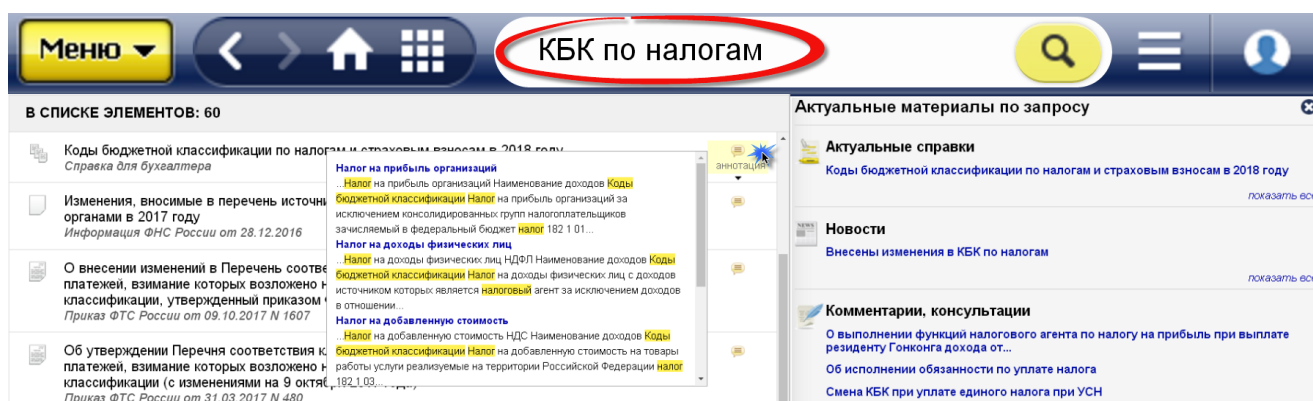 Меню
КБК по налогам
В СПИСКЕ ЭЛЕМЕНТОВ: 60
Коды бюджетной классификации по налогам и страховым взносам в 2018 году
Справка для бухгалтера
аннотация
Изменения, вносимые в перечень источни
органами в 2017 году
Информация ФНС России от 28.12.2016
О внесении изменений в Перечень соотве
платежей, взимание которых возложено н
классификации, утвержденный приказом
Приказ ФТС России от 09.10.2017 N 1607
Об утверждении Перечня соответствия к
платежей, взимание которых возложено н
классификации (с изменениями на 9 октяб
Приказ ФТС России от 31.03.2017 N 480
Налог на прибыль организаций
...Налог на прибыль организаций Наименование доходов Коды
бюджетной классификации Налог на прибыль организаций за
исключением консолидированных групп налогоплательщиков
зачисляемый в федеральный бюджет налог 182 1 01...
Налог на доходы физических лиц
...Налог на доходы физических лиц НДФЛ Наименование доходов Коды
бюджетной классификации Налог на доходы физических лиц с доходов
источником которых является налоговый агент за исключением доходов
в отношении...
Налог на добавленную стоимость
...Налог на добавленную стоимость НДС Наименование доходов Коды
бюджетной классификации Налог на добавленную стоимость на товары
работы услуги реализуемые на территории Российской Федерации налог
182 1 03...
Актуальные материалы по запросу
Актуальные справки
Коды бюджетной классификации по налогам и страховым взносам в 2018 году
показать все
NEWS
Новости
Внесены изменения в КБК по налогам
показать все
Комментарии, консультации
О выполнении функций налогового агента по налогу на прибыль при выплате
резиденту Гонконга дохода от...
Об исполнении обязанности по уплате налога
Смена КБК при уплате единого налога при УСН